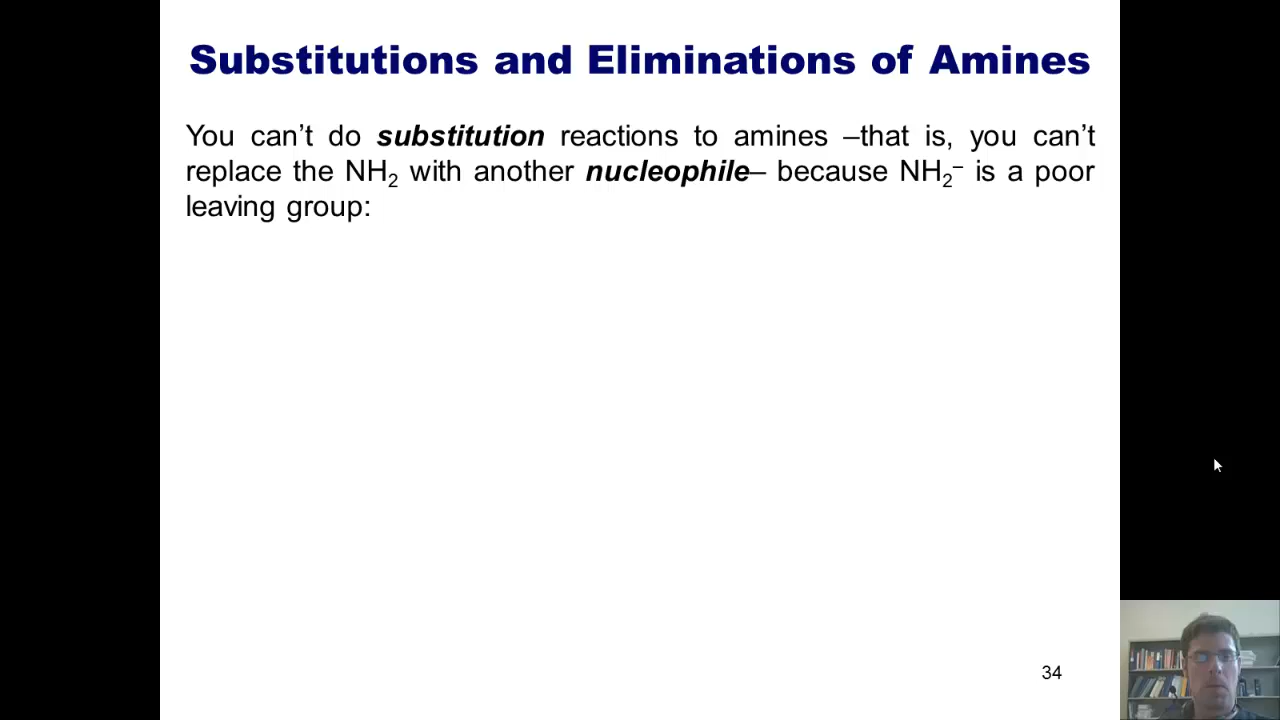 Substitutions and Eliminations of Amines
You can’t do substitution reactions to amines –that is, you can’t
replace the NH₂ with another nucleophile– because NH₂⁻ is a poor
leaving group:
34